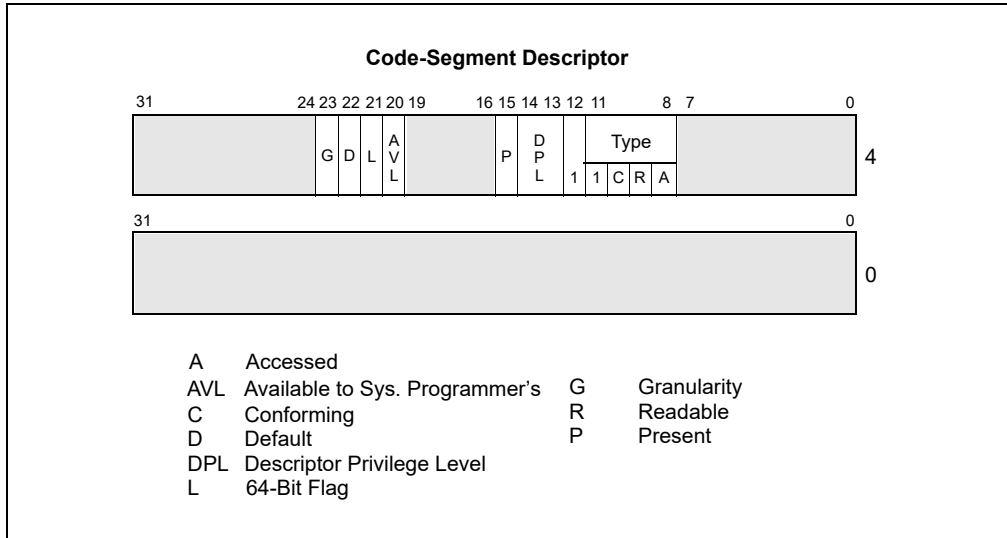 Code-Segment Descriptor
31 24 23 22 21 20 19 16 15 14 13 12 11 8 7 0
G D L AVL P DPL 1 Type 4
1 C R A
31 0
0
A Accessed
AVL Available to Sys. Programmer’s
C Conforming
D Default
DPL Descriptor Privilege Level
L 64-Bit Flag
G Granularity
R Readable
P Present